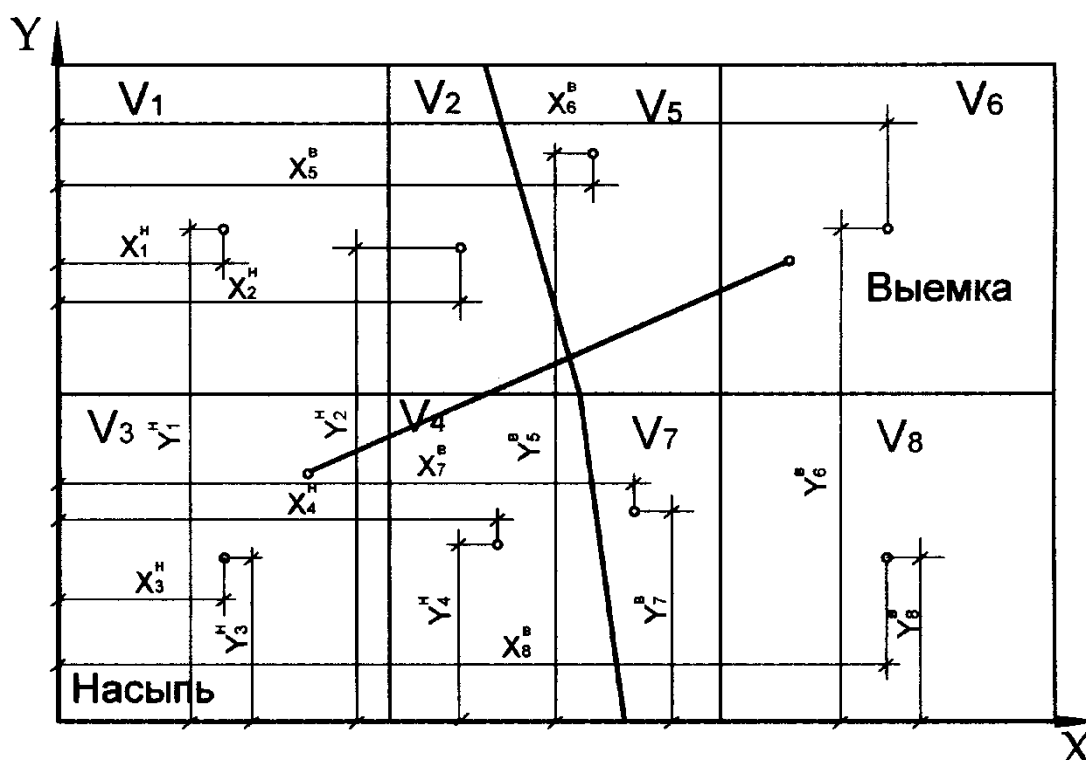 Y
V1
V2
X6в
V5
V6
X5в
X1н
X2н
Выемка
V3
Y1н
Y2н
V4
Y5в
V7
V8
X7в
Y6в
X4н
X3н
Y3н
Y4н
Y7в
Y8в
X8в
Насыпь
X